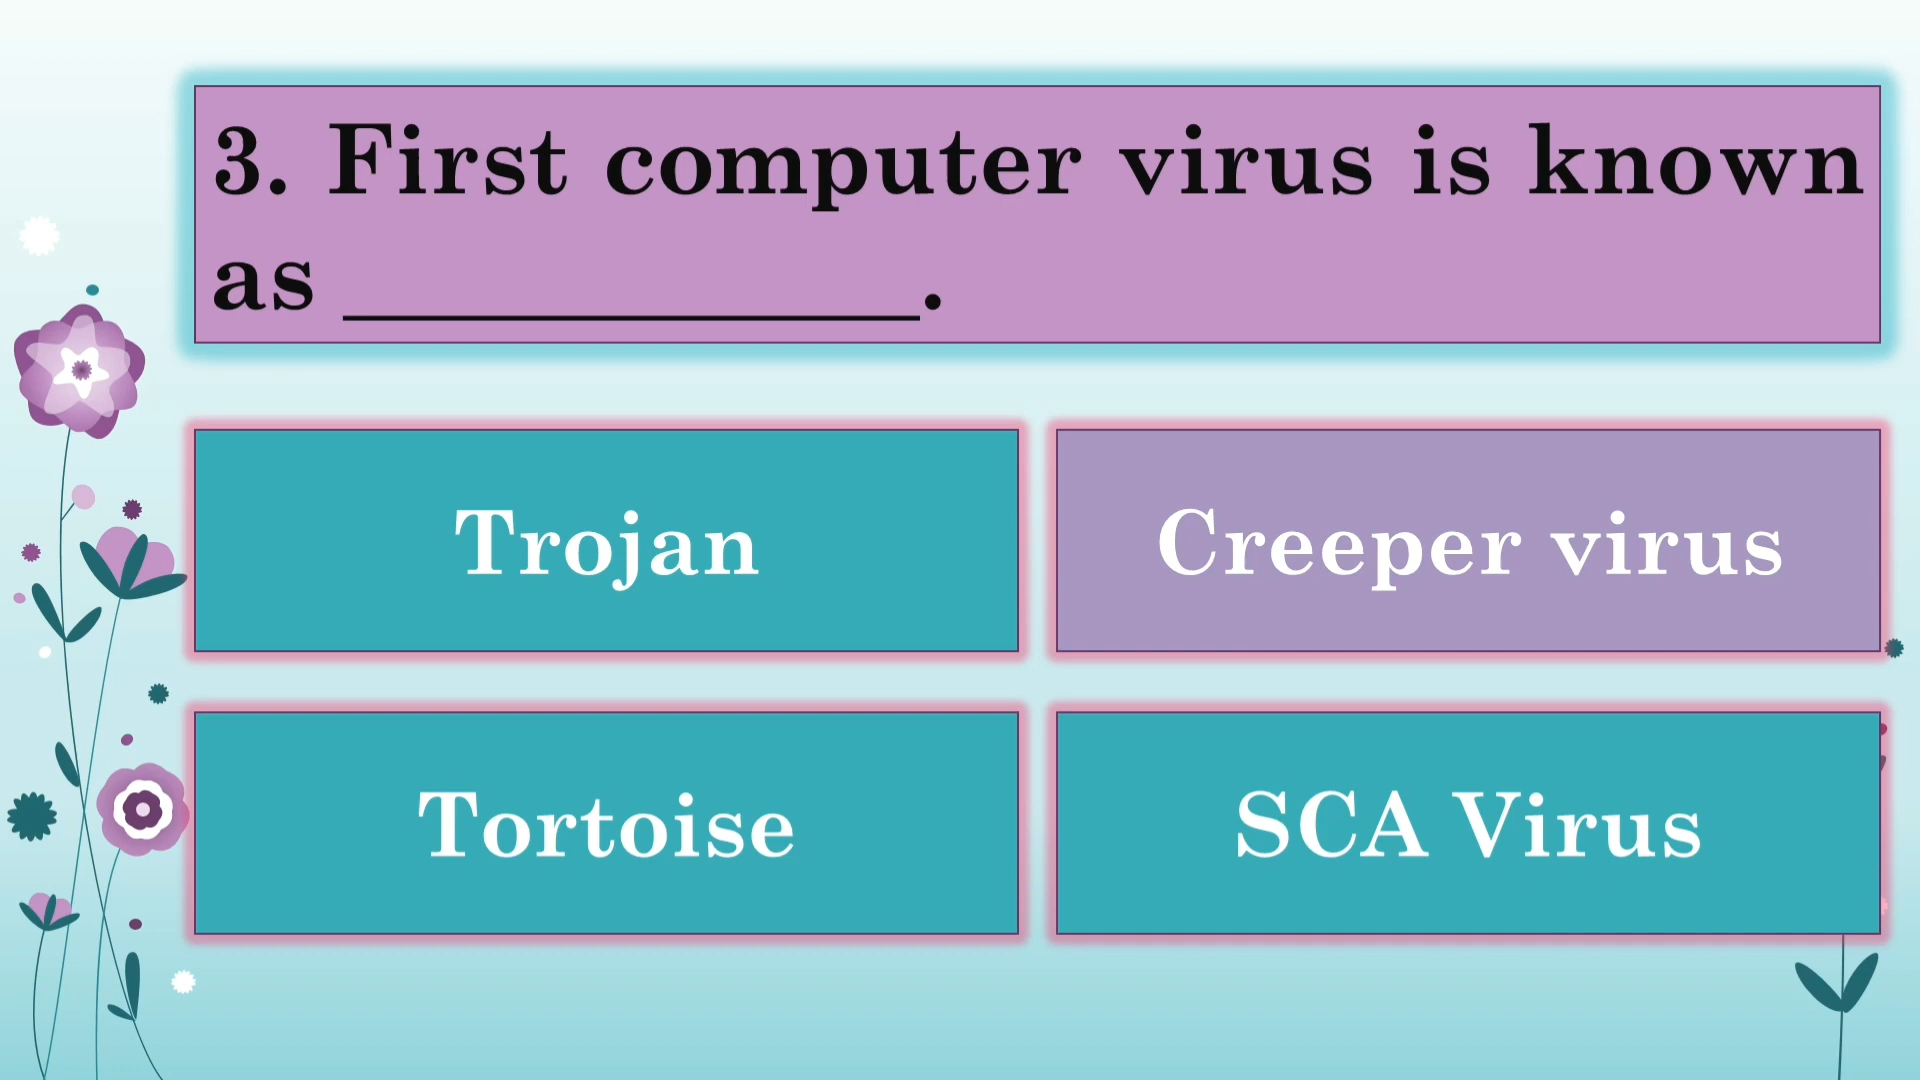 3. First computer virus is known
as ____________.
Trojan
Creeper virus
Tortoise
SCA Virus